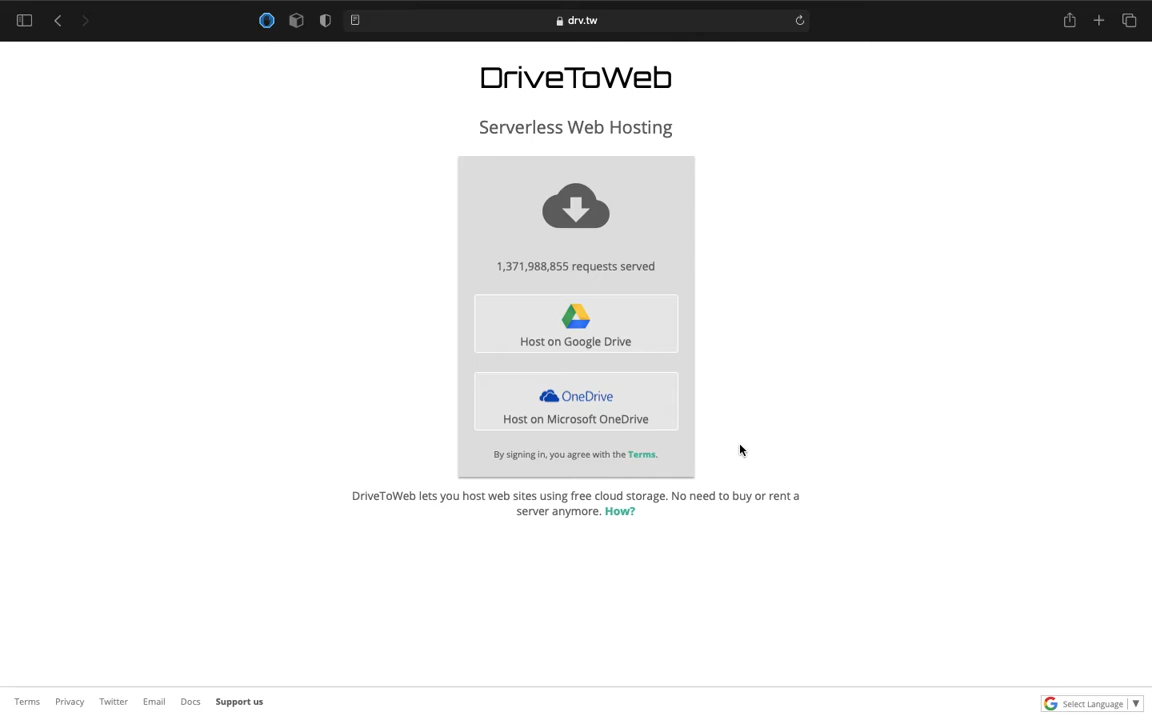 drv.tw
DriveToWeb
Serverless Web Hosting
1,371,988,855 requests served
Host on Google Drive
OneDrive
Host on Microsoft OneDrive
By signing in, you agree with the Terms.
DriveToWeb lets you host web sites using free cloud storage. No need to buy or rent a
server anymore. How?
Terms Privacy Twitter Email Docs Support us
Select Language ▼